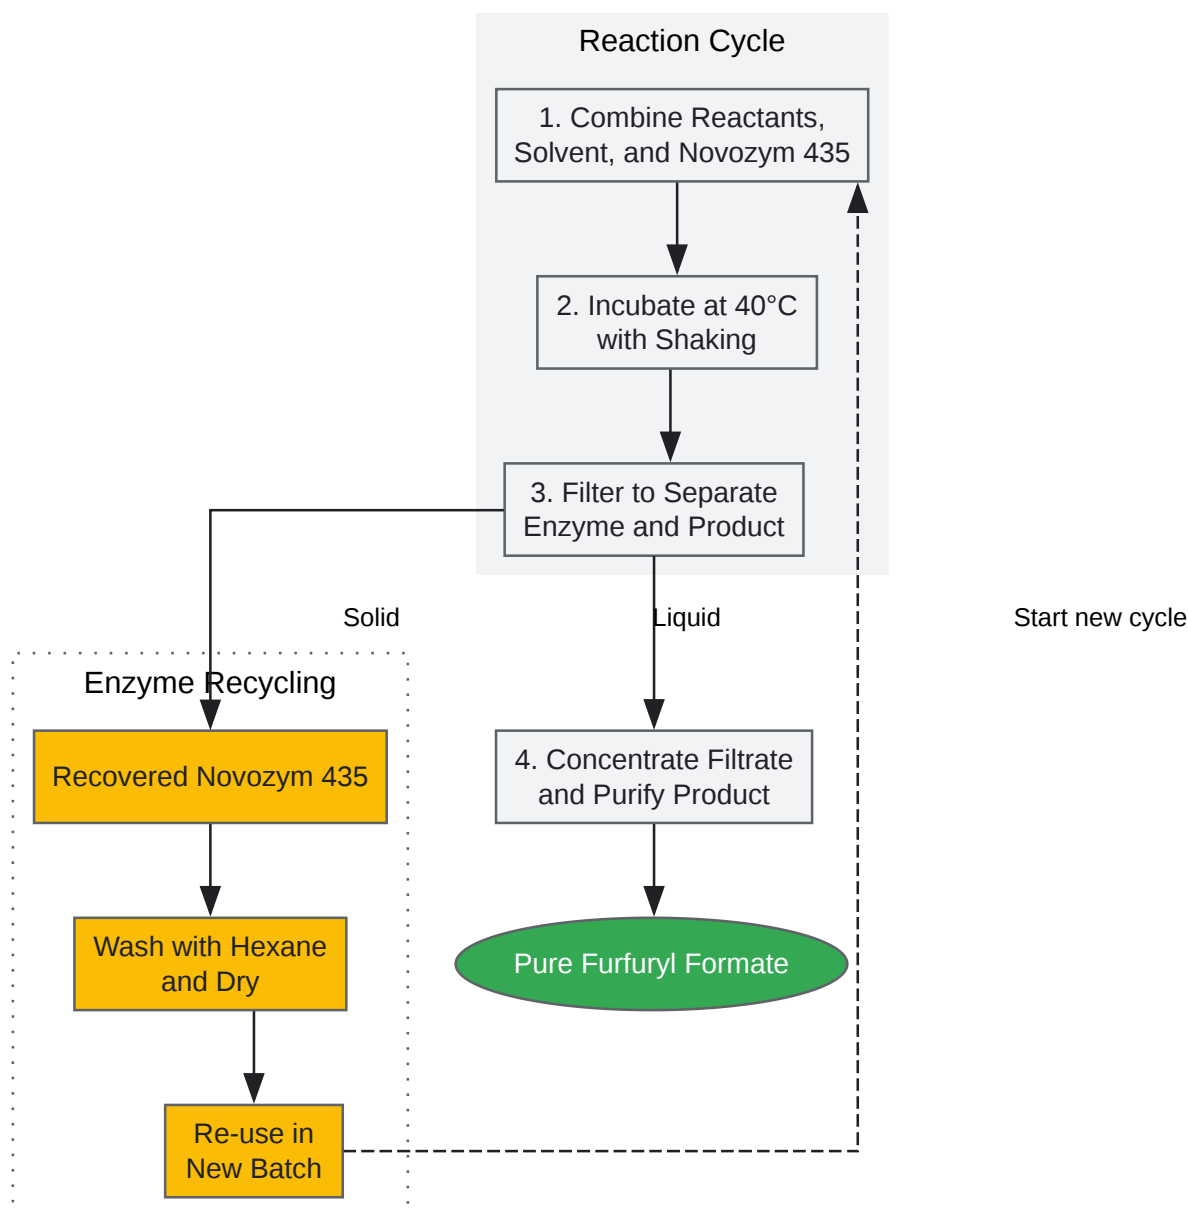 Reaction Cycle
1. Combine Reactants,
Solvent, and Novozym 435
2. Incubate at 40°C
with Shaking
3. Filter to Separate
Enzyme and Product
Solid
Liquid
Start new cycle
Enzyme Recycling
Recovered Novozym 435
4. Concentrate Filtrate
and Purify Product
Wash with Hexane
and Dry
Pure Furfuryl Formate
Re-use in
New Batch